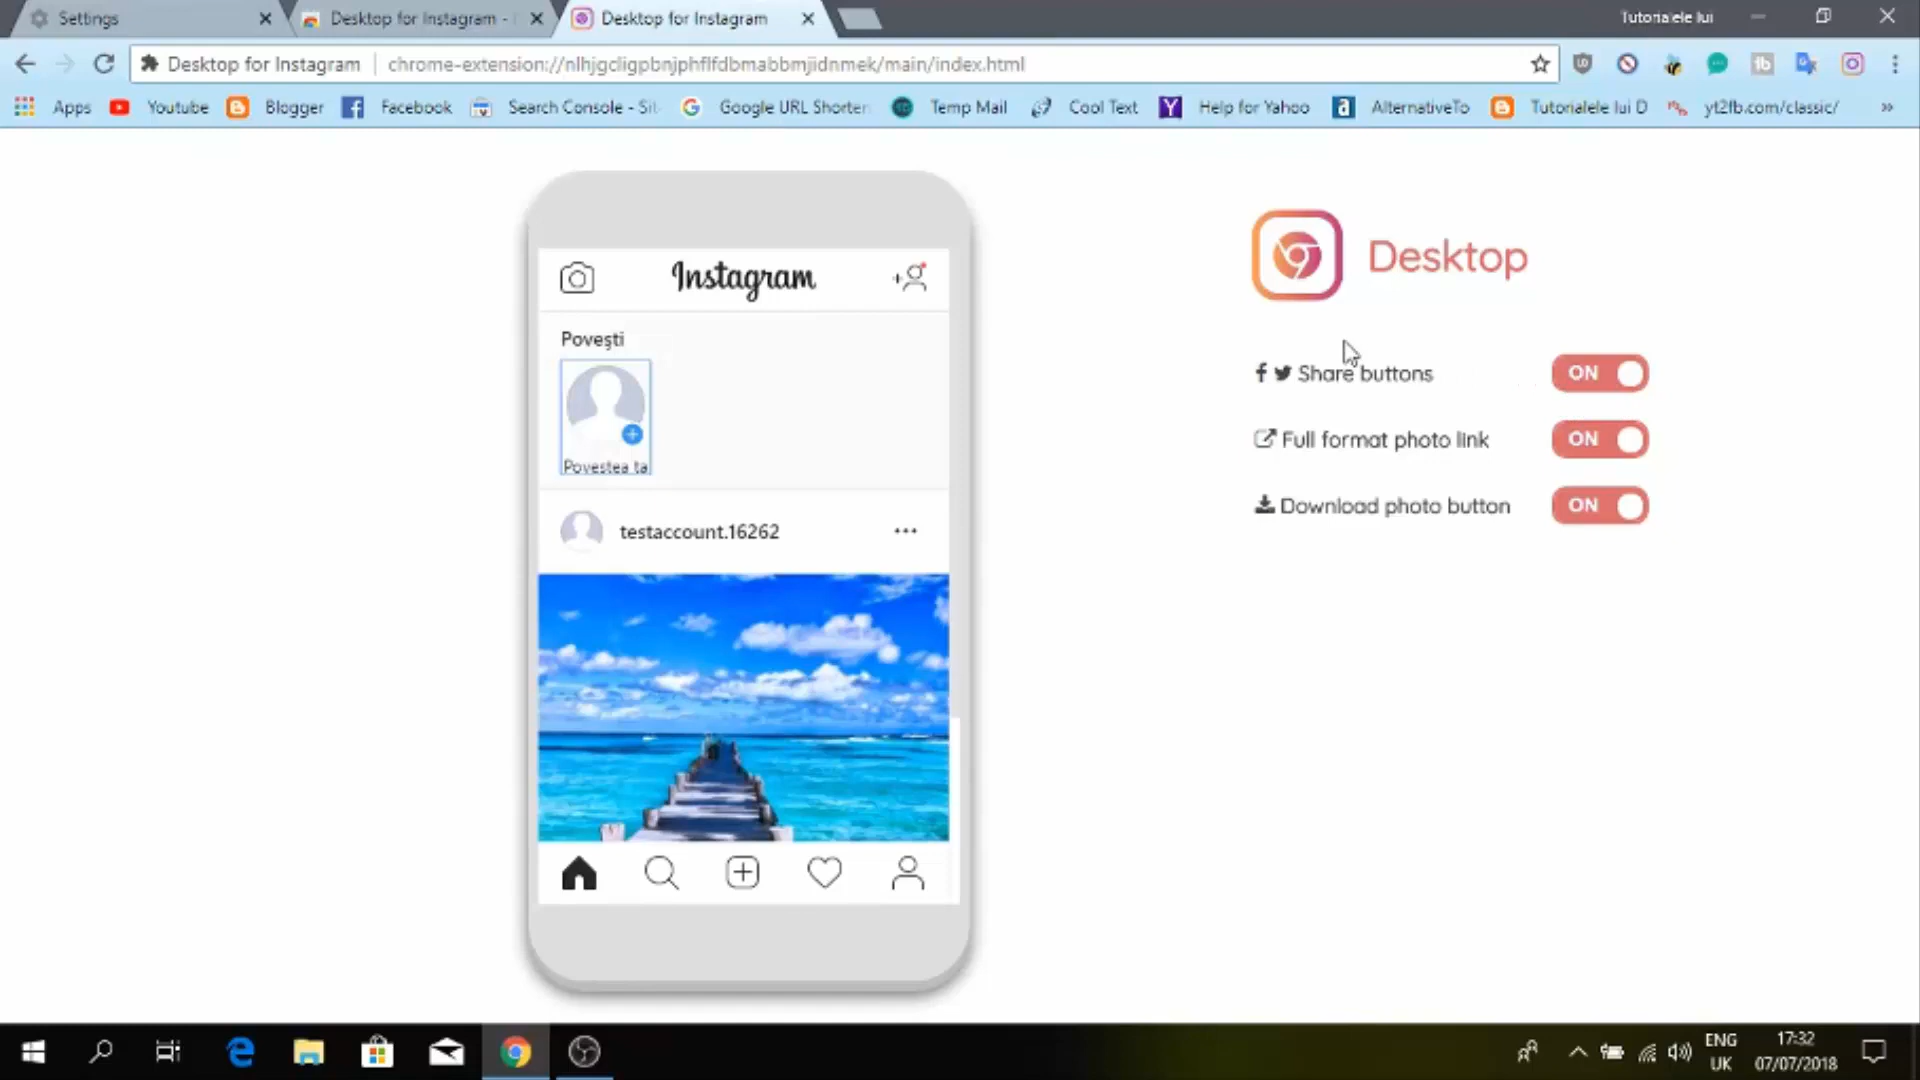 Settings
Desktop for Instagram -
Desktop for Instagram
Tutorialele lui
Desktop for Instagram
chrome-extension://nlhjgcligpbnjphflfdbmabbmjidnmek/main/index.html
Apps
Youtube
Blogger
Facebook
Search Console - Sit
Google URL Shorten
Temp Mail
Cool Text
Help for Yahoo
AlternativeTo
Tutorialele lui D
yt2fb.com/classic/
»
Instagram
Desktop
Povești
Povestea ta
Share buttons
ON
Full format photo link
ON
Download photo button
ON
testaccount.16262
ENG
UK
17:32
07/07/2018